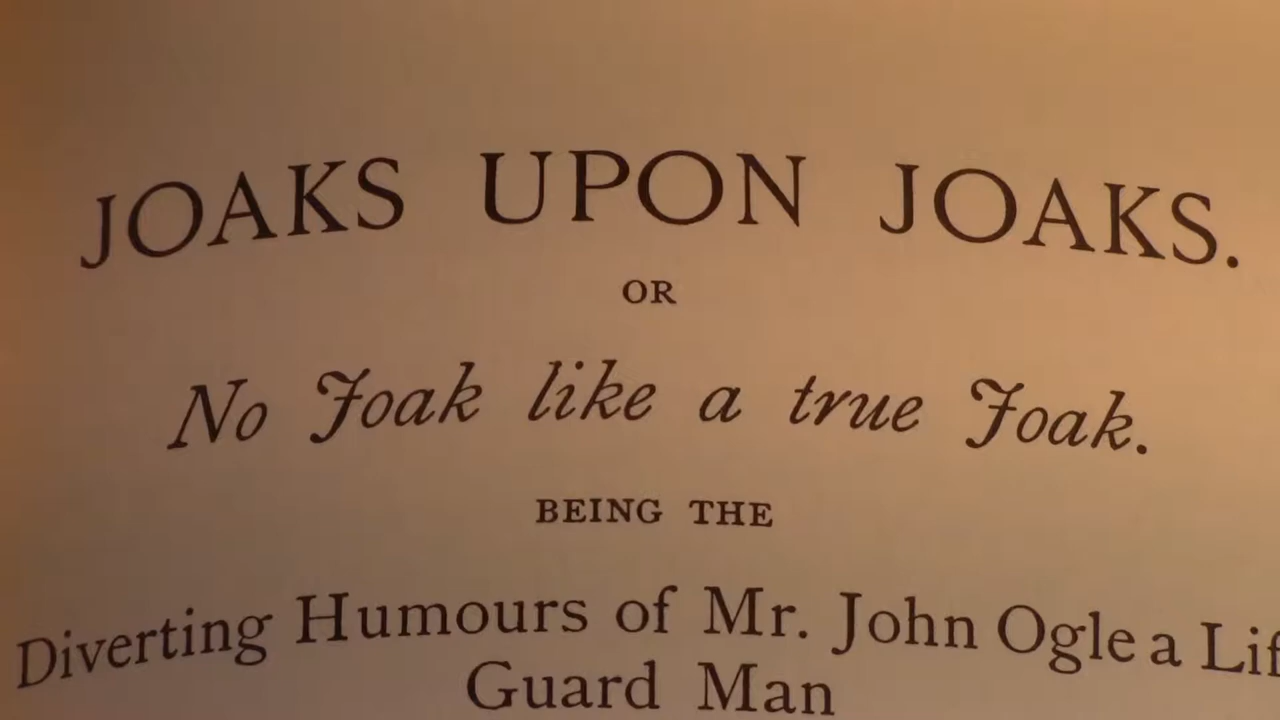 JOAKS UPON JOAKS.
OR
No Joak like a true Joak.
BEING THE
Diverting Humours of Mr. John Ogle a
Guard Man